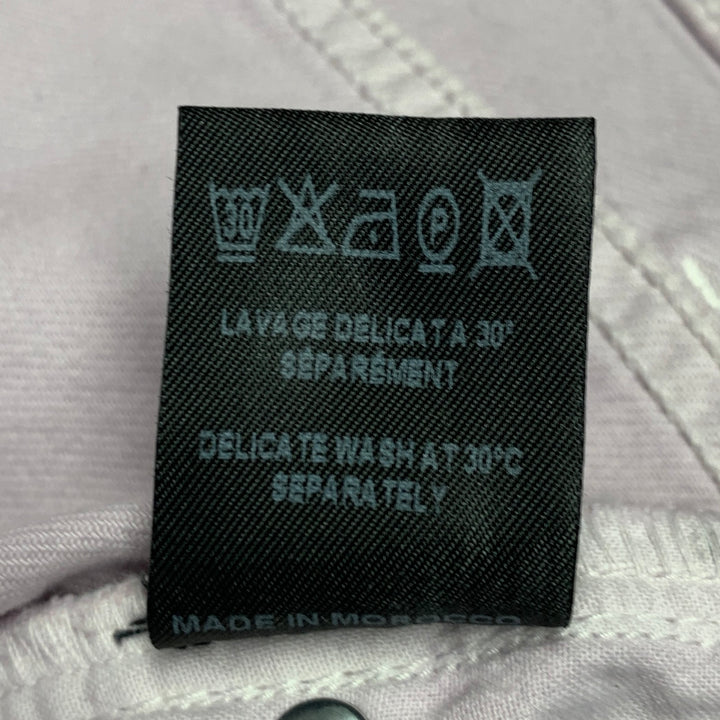 30 P
LAVAGE DELICAT A 30°
SÉPARÉMENT
DELICATE WASH AT 30°C
SEPARATELY
MADE IN MOROCCO